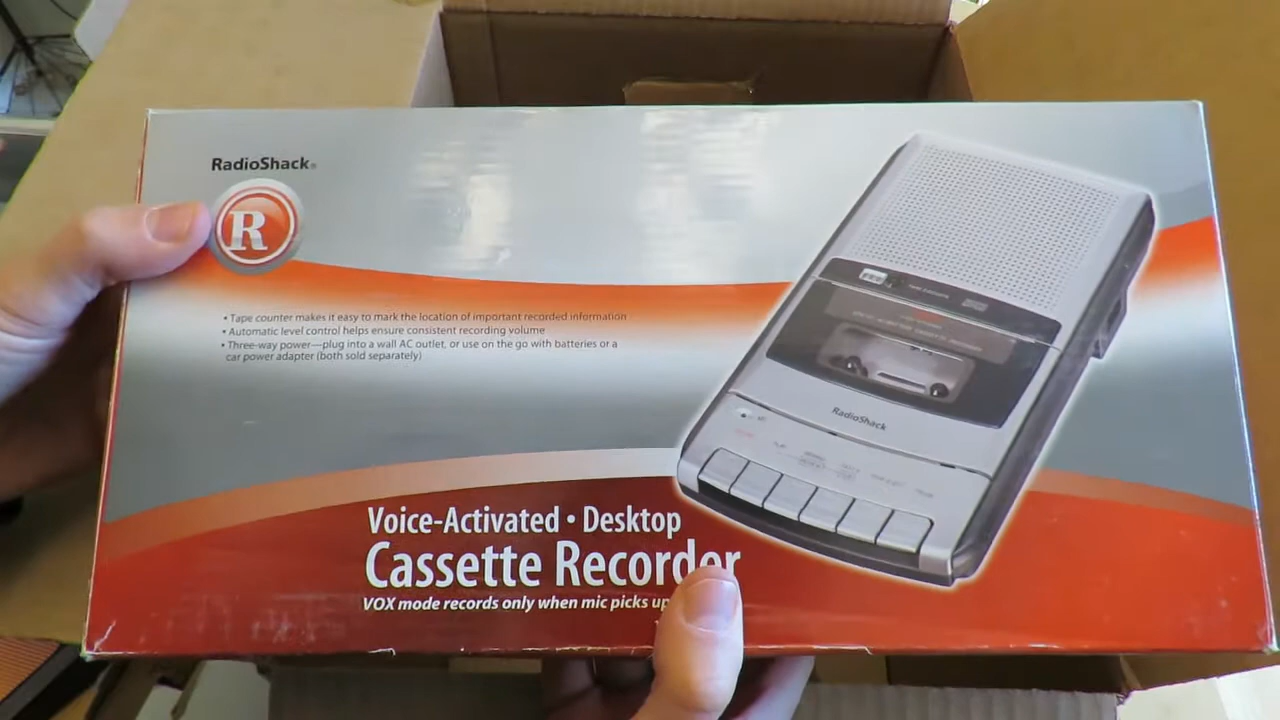 RadioShack®
R
• Tape counter makes it easy to mark the location of important recorded information
• Automatic level control helps ensure consistent recording volume
• Three-way power—plug into a wall AC outlet, or use on the go with batteries or a
car power adapter (both sold separately)
RadioShack
Voice-Activated • Desktop
Cassette Recorder
VOX mode records only when mic picks up